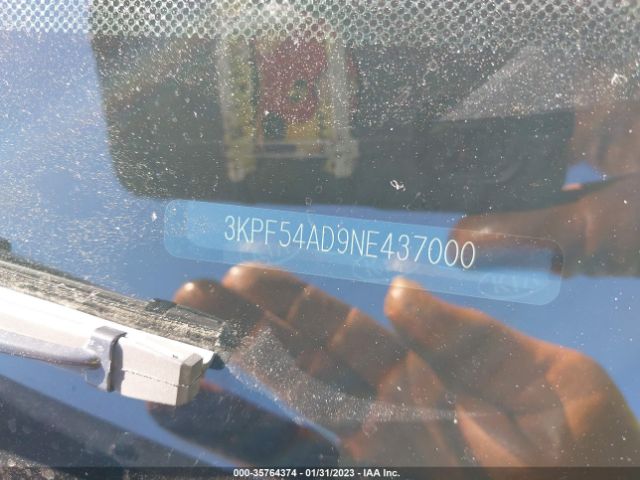 3KPF54AD9NE437000
000-35764374 - 01/31/2023 - IAA Inc.